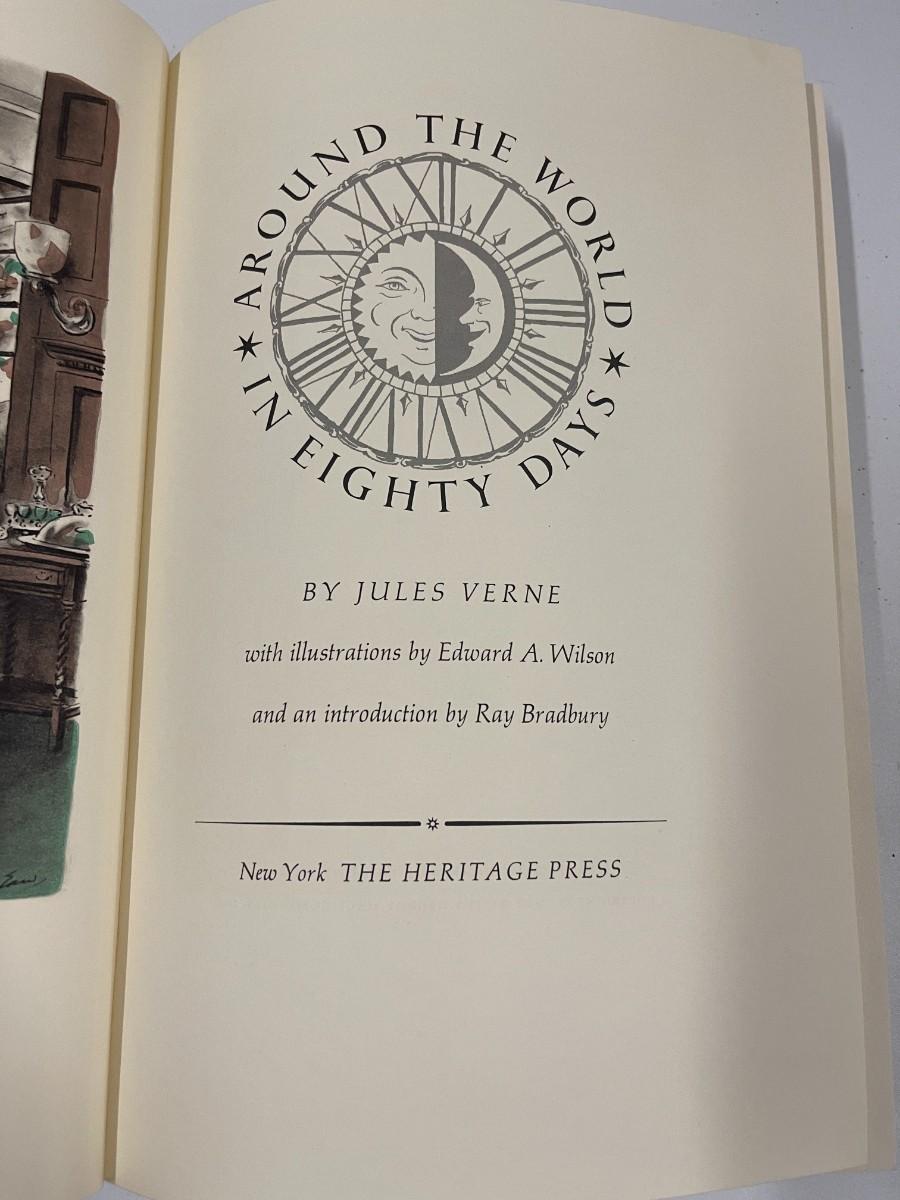 AROUND THE WORLD
IN EIGHTY DAYS
BY JULES VERNE
with illustrations by Edward A. Wilson
and an introduction by Ray Bradbury
New York THE HERITAGE PRESS